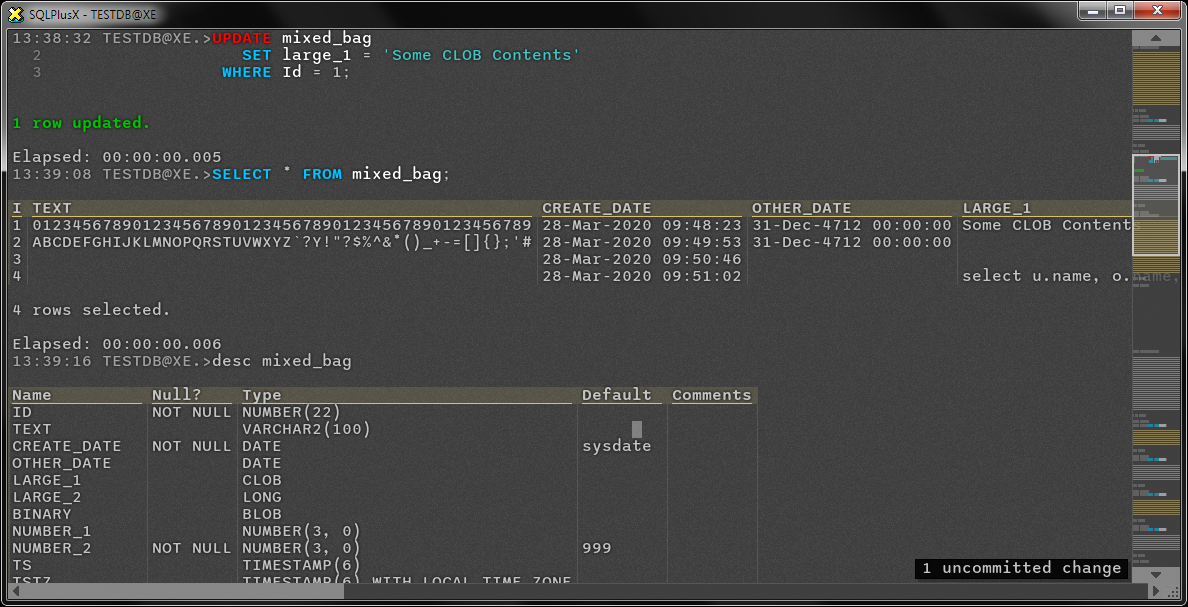 SQLPlusX - TESTDB@XE
13:38:32 TESTDB@XE.>UPDATE mixed_bag
2 SET large_1 = 'Some CLOB Contents'
3 WHERE Id = 1;
1 row updated.
Elapsed: 00:00:00.005
13:39:08 TESTDB@XE.>SELECT * FROM mixed_bag;
I TEXT CREATE_DATE OTHER_DATE LARGE_1
1 01234567890123456789012345678901234567890123456789 28-Mar-2020 09:48:23 31-Dec-4712 00:00:00 Some CLOB Contents
2 ABCDEFGHIJKLMNOPQRSTUVWXYZ`?Y!"?$%^&*()_+-=[]{};'# 28-Mar-2020 09:49:53 31-Dec-4712 00:00:00
3 28-Mar-2020 09:50:46
4 28-Mar-2020 09:51:02 select u.name, o.name,
4 rows selected.
Elapsed: 00:00:00.006
13:39:16 TESTDB@XE.>desc mixed_bag
Name Null? Type Default Comments
ID NOT NULL NUMBER(22)
TEXT VARCHAR2(100)
CREATE_DATE NOT NULL DATE sysdate
OTHER_DATE DATE
LARGE_1 CLOB
LARGE_2 LONG
BINARY BLOB
NUMBER_1 NUMBER(3, 0)
NUMBER_2 NOT NULL NUMBER(3, 0) 999
TS TIMESTAMP(6)
TSTZ TIMESTAMP(6) WITH LOCAL TIME ZONE
1 uncommitted change